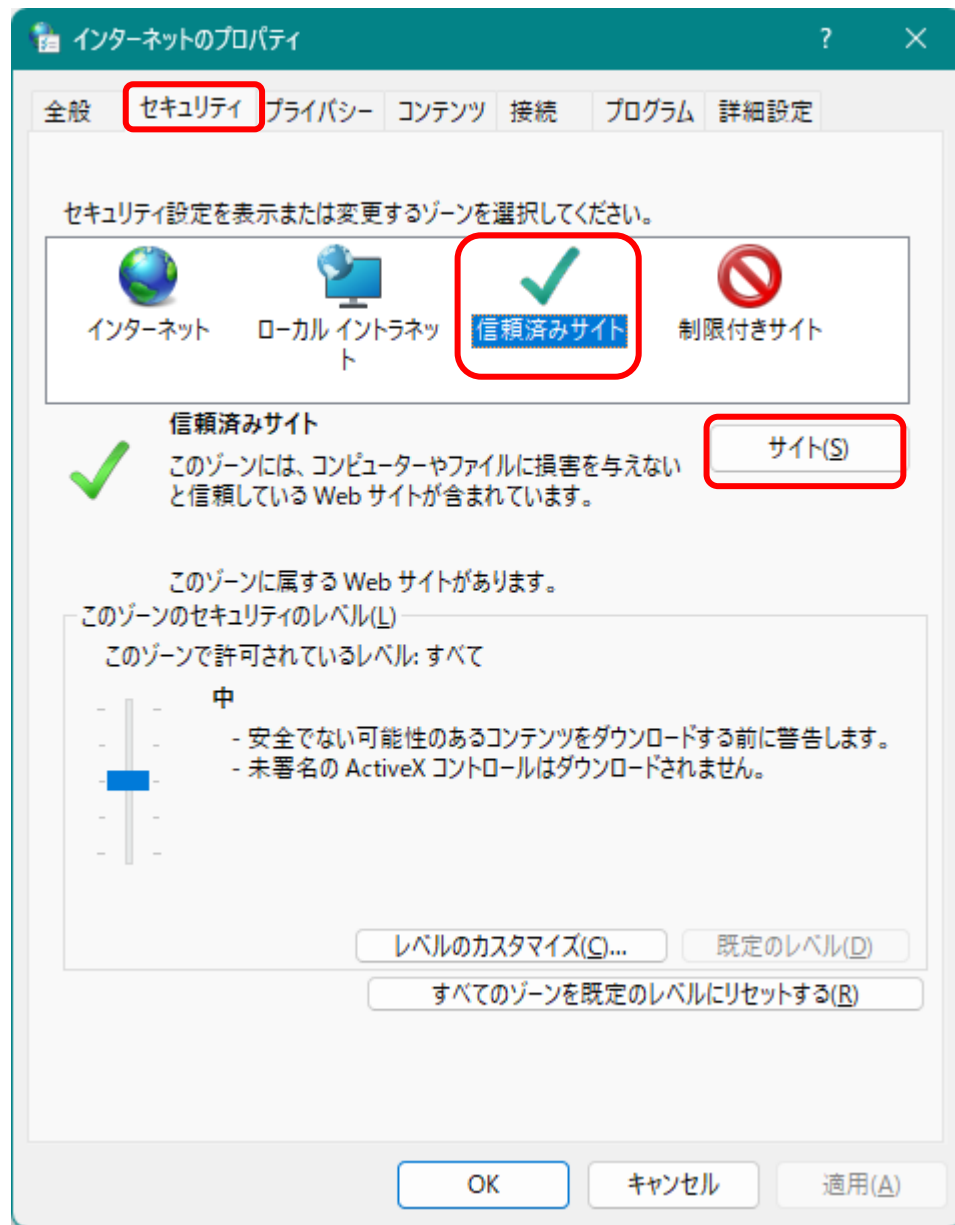 インターネットのプロパティ
?
全般 セキュリティ プライバシー コンテンツ 接続 プログラム 詳細設定
セキュリティ設定を表示または変更するゾーンを選択してください。
インターネット
ローカル イントラネッ
ト
信頼済みサイト
制限付きサイト
信頼済みサイト
サイト(S)
このゾーンには、コンピューターやファイルに損害を与えない
と信頼している Web サイトが含まれています。
このゾーンに属する Web サイトがあります。
このゾーンのセキュリティのレベル(L)
このゾーンで許可されているレベル: すべて
中
- 安全でない可能性のあるコンテンツをダウンロードする前に警告します。
- 未署名の ActiveX コントロールはダウンロードされません。
レベルのカスタマイズ(C)... 既定のレベル(D)
すべてのゾーンを既定のレベルにリセットする(R)
OK キャンセル 適用(A)